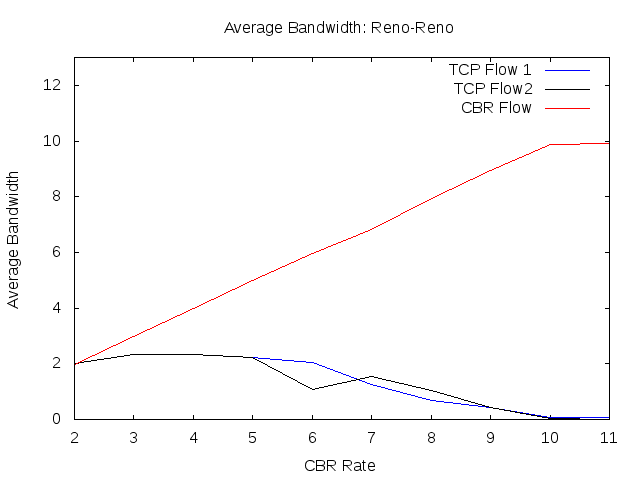 Average Bandwidth: Reno-Reno
TCP Flow 1
TCP Flow2
CBR Flow
Average Bandwidth
12
10
8
6
4
2
0
2 3 4 5 6 7 8 9 10 11
CBR Rate